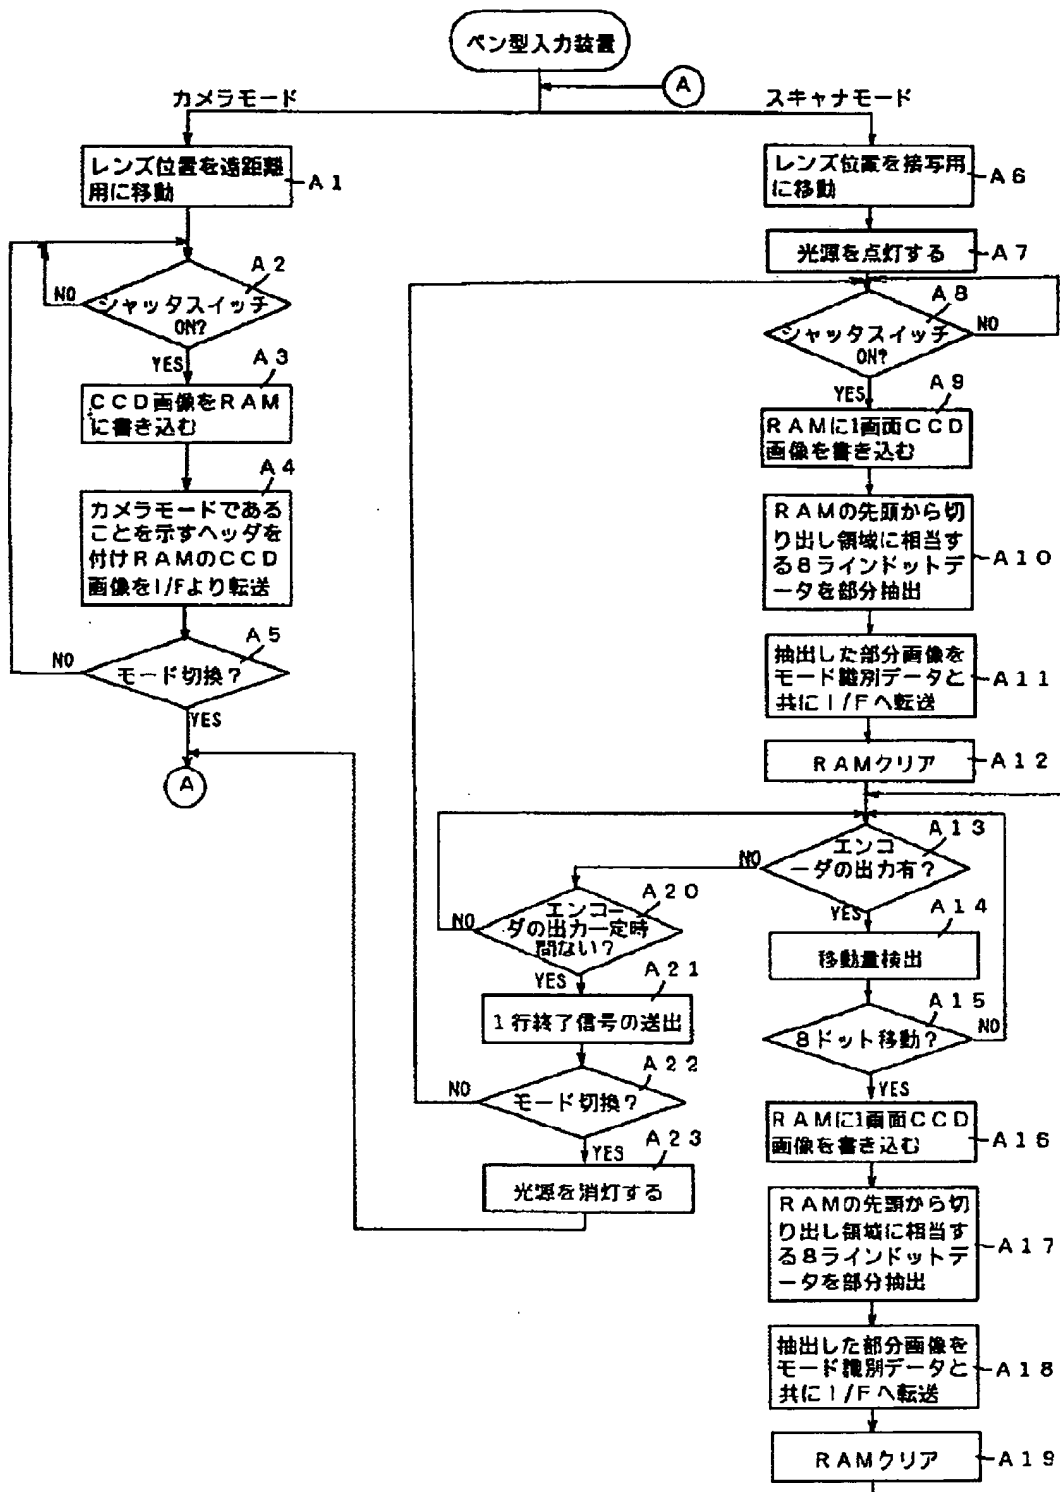 ペン型入力装置
A
カメラモード
スキャナモード
レンズ位置を遠距離
用に移動
A1
A2
NO
シャッタスイッチ
ON?
YES
A3
CCD画像をRAM
に書き込む
A4
カメラモードである
ことを示すヘッダを
付けRAMのCCD
画像をI/Fより転送
A5
NO
モード切換?
YES
A
レンズ位置を接写用
に移動
A6
光源を点灯する
A7
A8
シャッタスイッチ
ON?
NO
YES
A9
RAMに1画面CCD
画像を書き込む
RAMの先頭から切
り出し領域に相当す
る8ラインドットデ
ータを部分抽出
A10
抽出した部分画像を
モード識別データと
共にI/Fへ転送
A11
RAMクリア
A12
A13
エンコ
ーダの出力有?
NO
YES
A14
移動量検出
A15
8ドット移動?
NO
YES
RAMに1画面CCD
画像を書き込む
A16
RAMの先頭から切
り出し領域に相当す
る8ラインドットデ
ータを部分抽出
A17
抽出した部分画像を
モード識別データと
共にI/Fへ転送
A18
RAMクリア
A19
A20
エンコー
ダの出力一定時
間ない?
NO
YES
A21
1行終了信号の送出
A22
NO
モード切換?
YES
A23
光源を消灯する